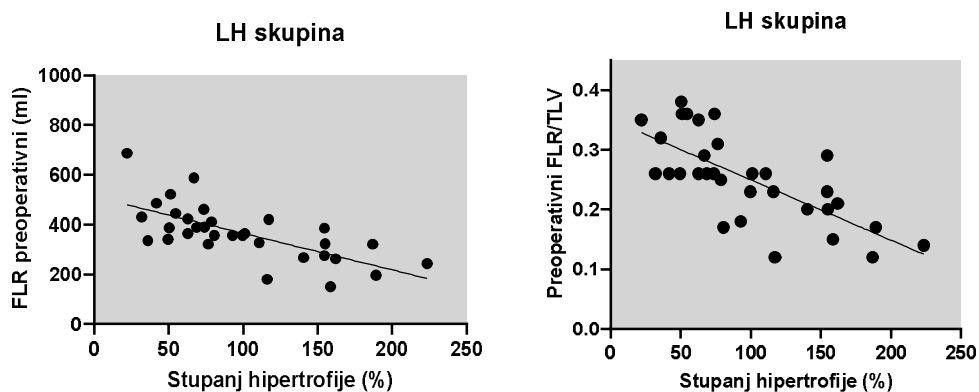 LH skupina
FLR preoperativni (ml)
1000
800
600
400
200
0
0 50 100 150 200 250
Stupanj hipertrofije (%)
LH skupina
Preoperativni FLR/TLV
0.4
0.3
0.2
0.1
0.0
0 50 100 150 200 250
Stupanj hipertrofije (%)